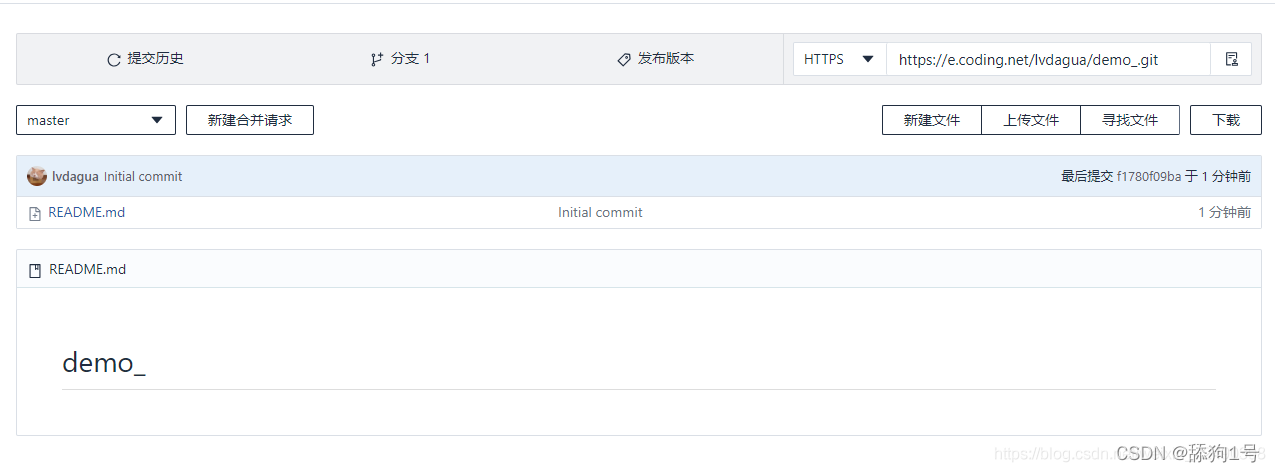 提交历史 分支 1 发布版本 HTTPS https://e.coding.net/lvdagua/demo_.git
master 新建合并请求 新建文件 上传文件 寻找文件 下载
lvdagua Initial commit 最后提交 f1780f09ba 于 1 分钟前
README.md Initial commit 1 分钟前
README.md
demo_
CSDN @舔狗1号
https://blog.csdn.